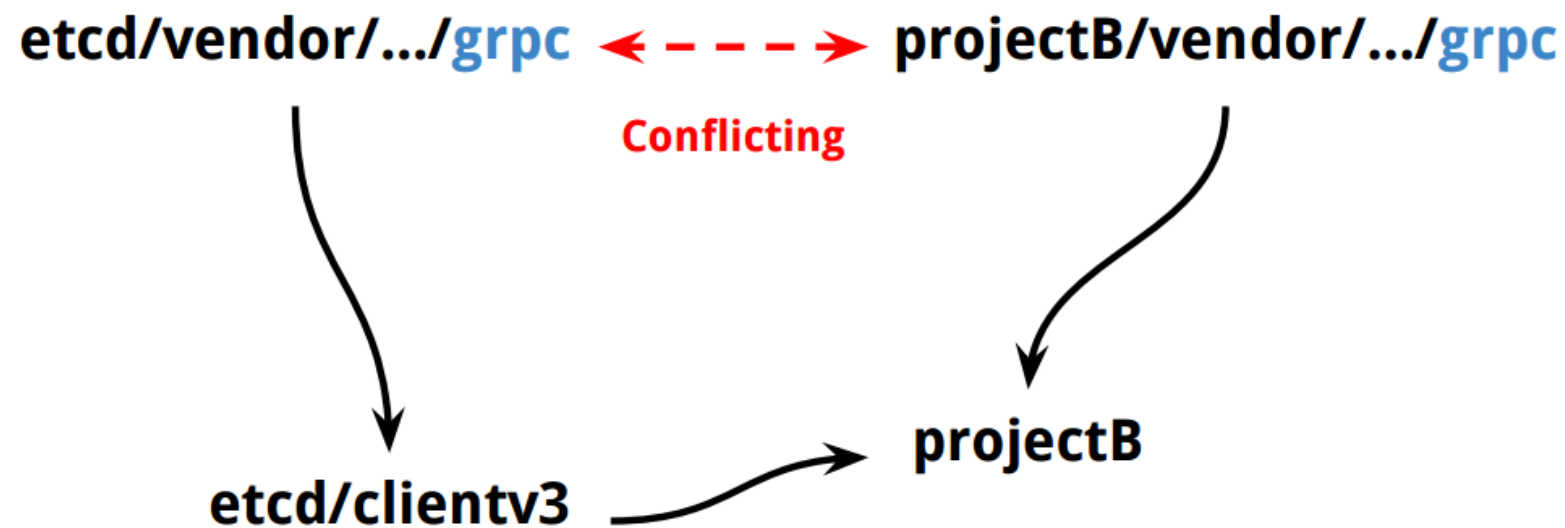 etcd/vendor/.../grpc
projectB/vendor/.../grpc
Conflicting
projectB
etcd/clientv3